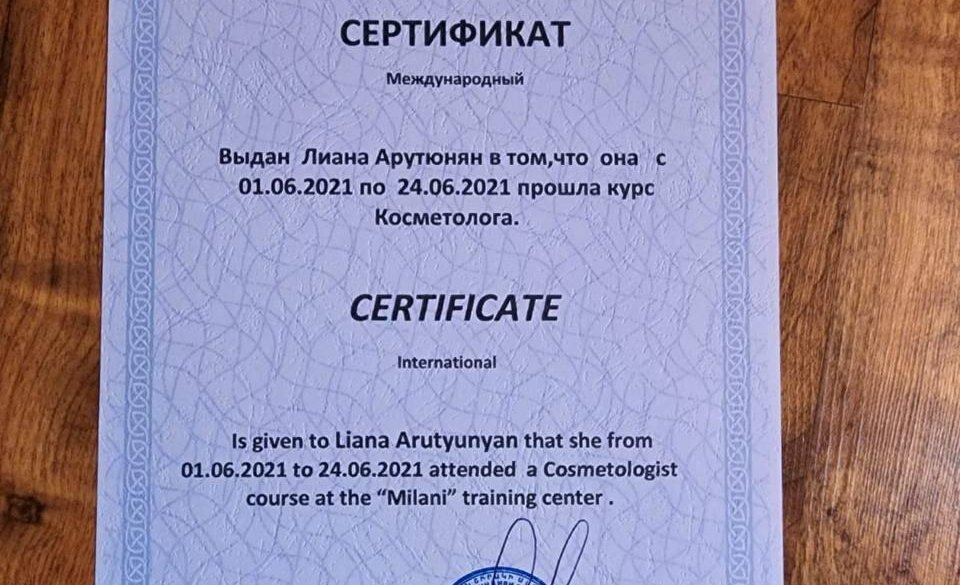 СЕРТИФИКАТ
Международный
Выдан Лиана Арутюнян в том,что она с
01.06.2021 по 24.06.2021 прошла курс
Косметолога.
CERTIFICATE
International
Is given to Liana Arutyunyan that she from
01.06.2021 to 24.06.2021 attended a Cosmetologist
course at the “Milani” training center .